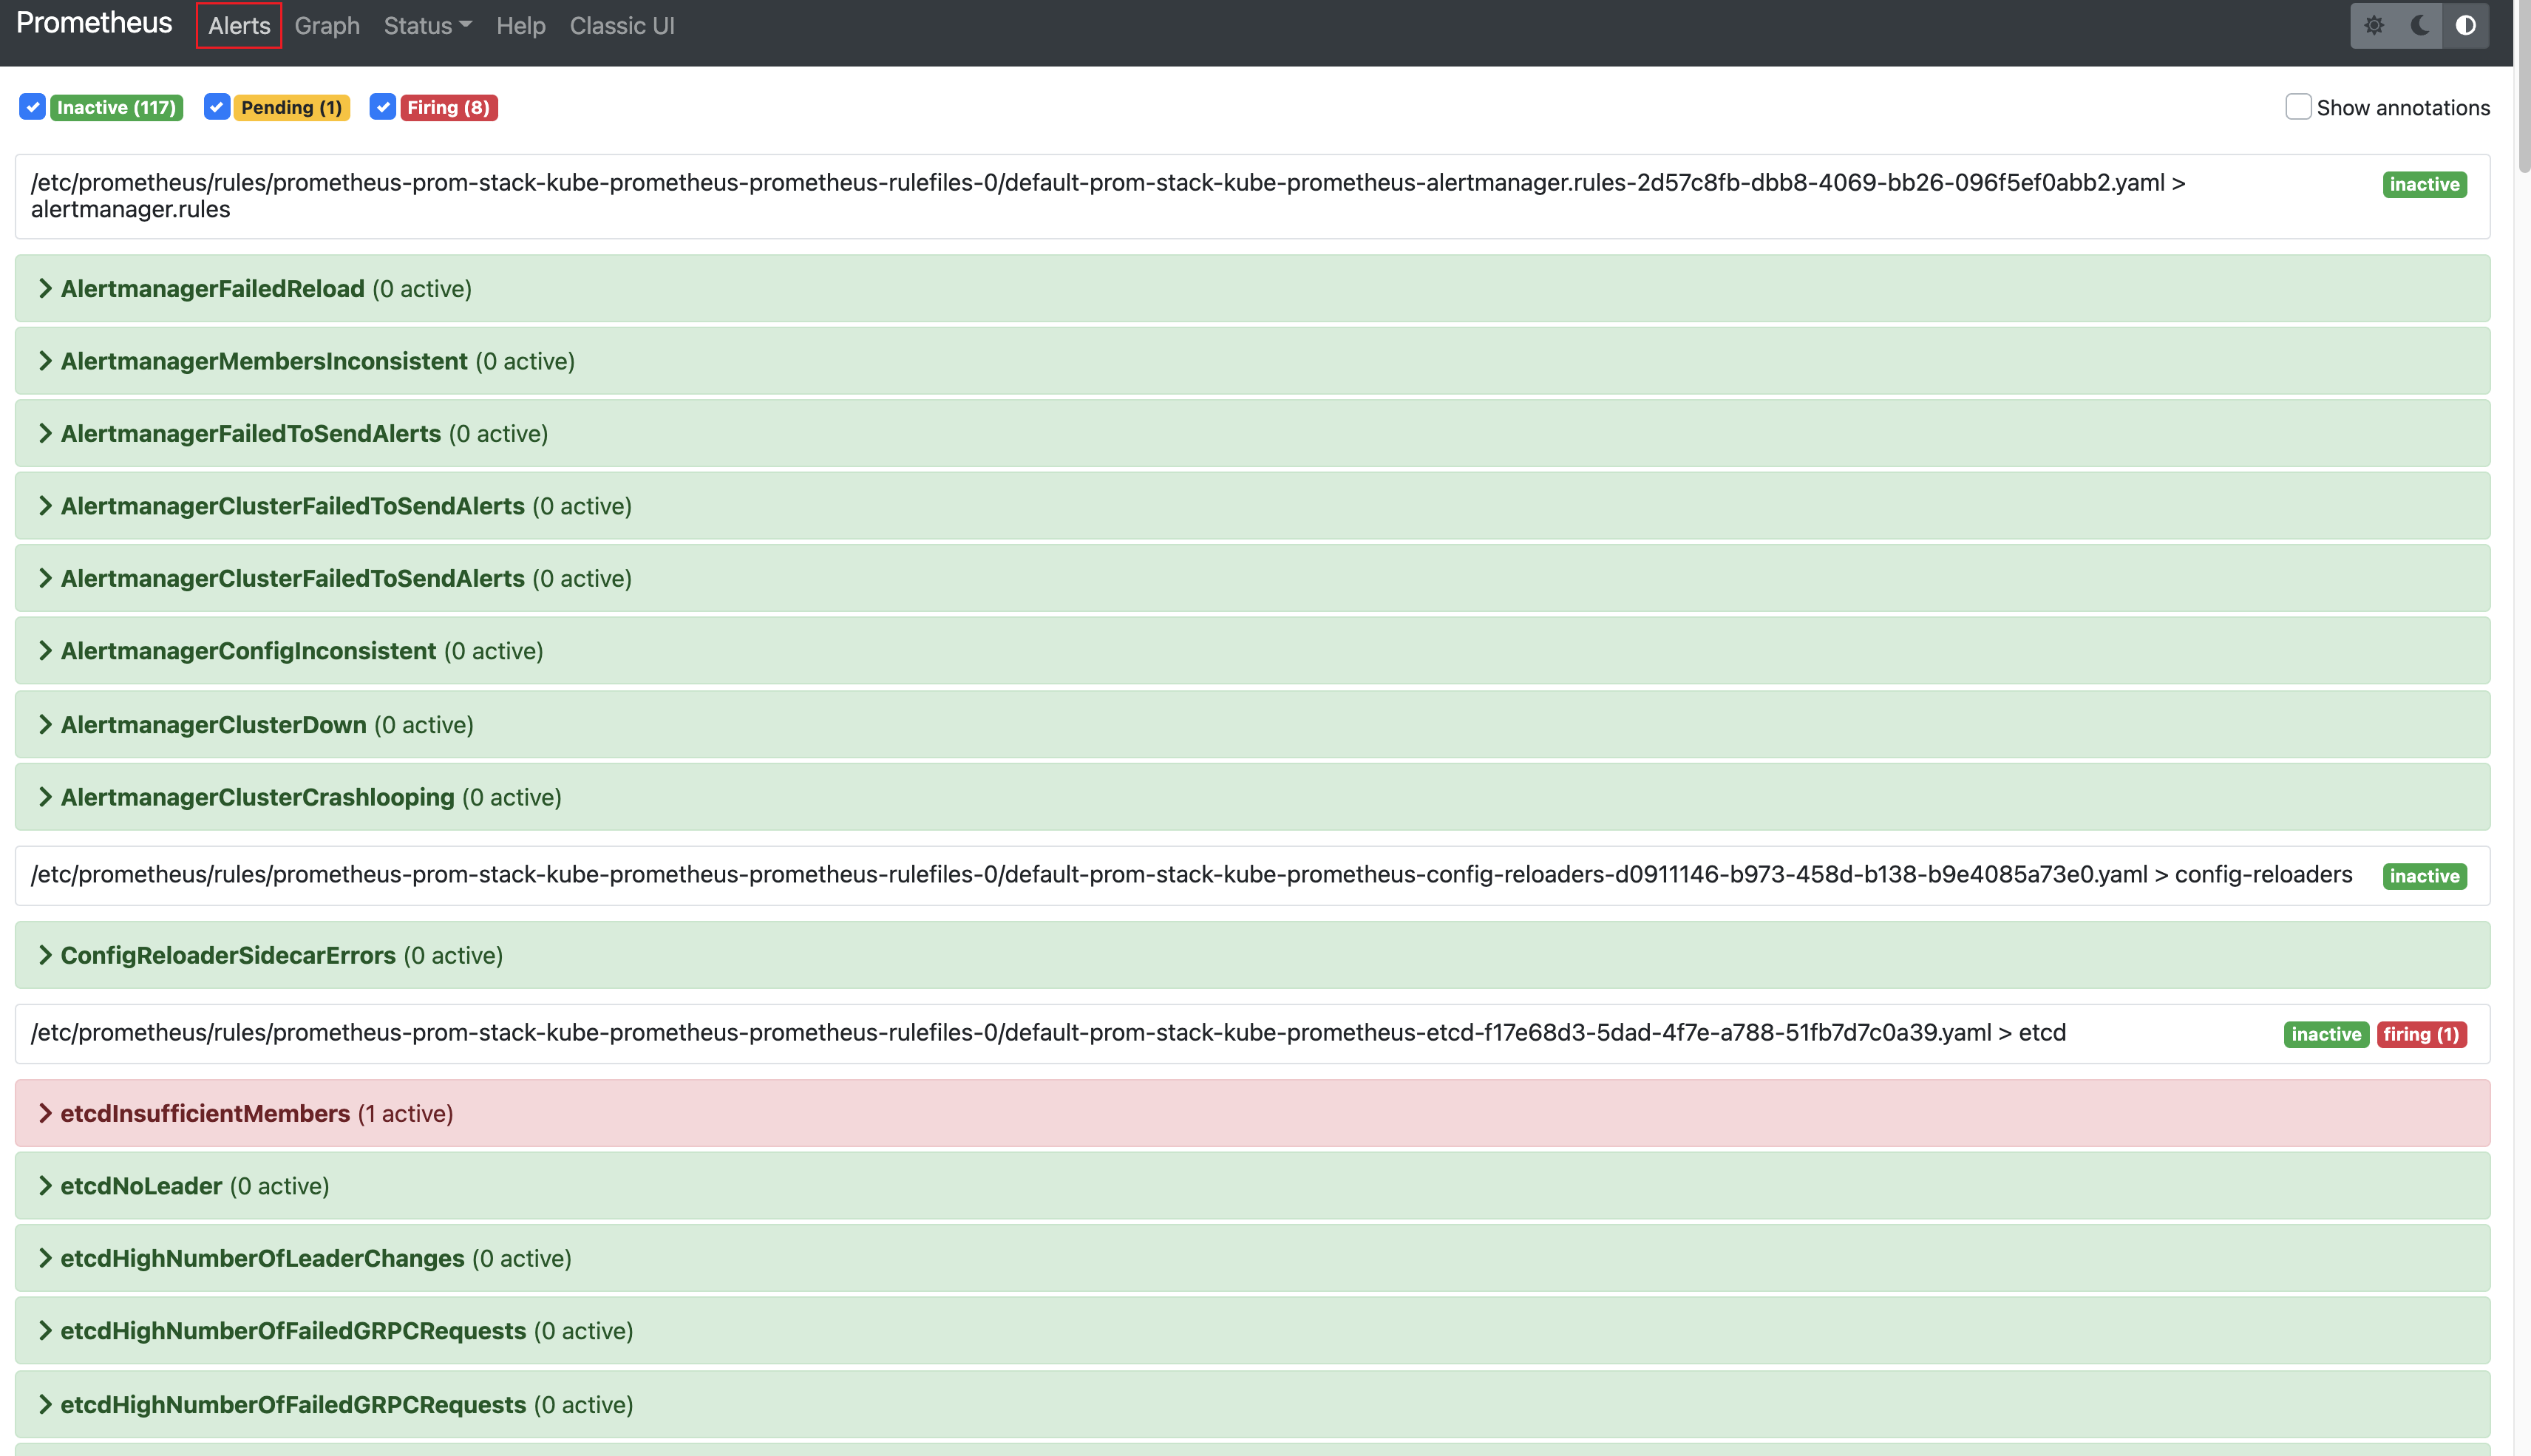 Prometheus Alerts Graph Status Help Classic UI
Inactive (117) Pending (1) Firing (8) Show annotations
/etc/prometheus/rules/prometheus-prom-stack-kube-prometheus-prometheus-rulefiles-0/default-prom-stack-kube-prometheus-alertmanager.rules-2d57c8fb-dbb8-4069-bb26-096f5ef0abb2.yaml > inactive
alertmanager.rules
AlertmanagerFailedReload (0 active)
AlertmanagerMembersInconsistent (0 active)
AlertmanagerFailedToSendAlerts (0 active)
AlertmanagerClusterFailedToSendAlerts (0 active)
AlertmanagerClusterFailedToSendAlerts (0 active)
AlertmanagerConfigInconsistent (0 active)
AlertmanagerClusterDown (0 active)
AlertmanagerClusterCrashlooping (0 active)
/etc/prometheus/rules/prometheus-prom-stack-kube-prometheus-prometheus-rulefiles-0/default-prom-stack-kube-prometheus-config-reloaders-d0911146-b973-458d-b138-b9e4085a73e0.yaml > config-reloaders inactive
ConfigReloaderSidecarErrors (0 active)
/etc/prometheus/rules/prometheus-prom-stack-kube-prometheus-prometheus-rulefiles-0/default-prom-stack-kube-prometheus-etcd-f17e68d3-5dad-4f7e-a788-51fb7d7c0a39.yaml > etcd inactive firing (1)
etcdInsufficientMembers (1 active)
etcdNoLeader (0 active)
etcdHighNumberOfLeaderChanges (0 active)
etcdHighNumberOfFailedGRPCRequests (0 active)
etcdHighNumberOfFailedGRPCRequests (0 active)